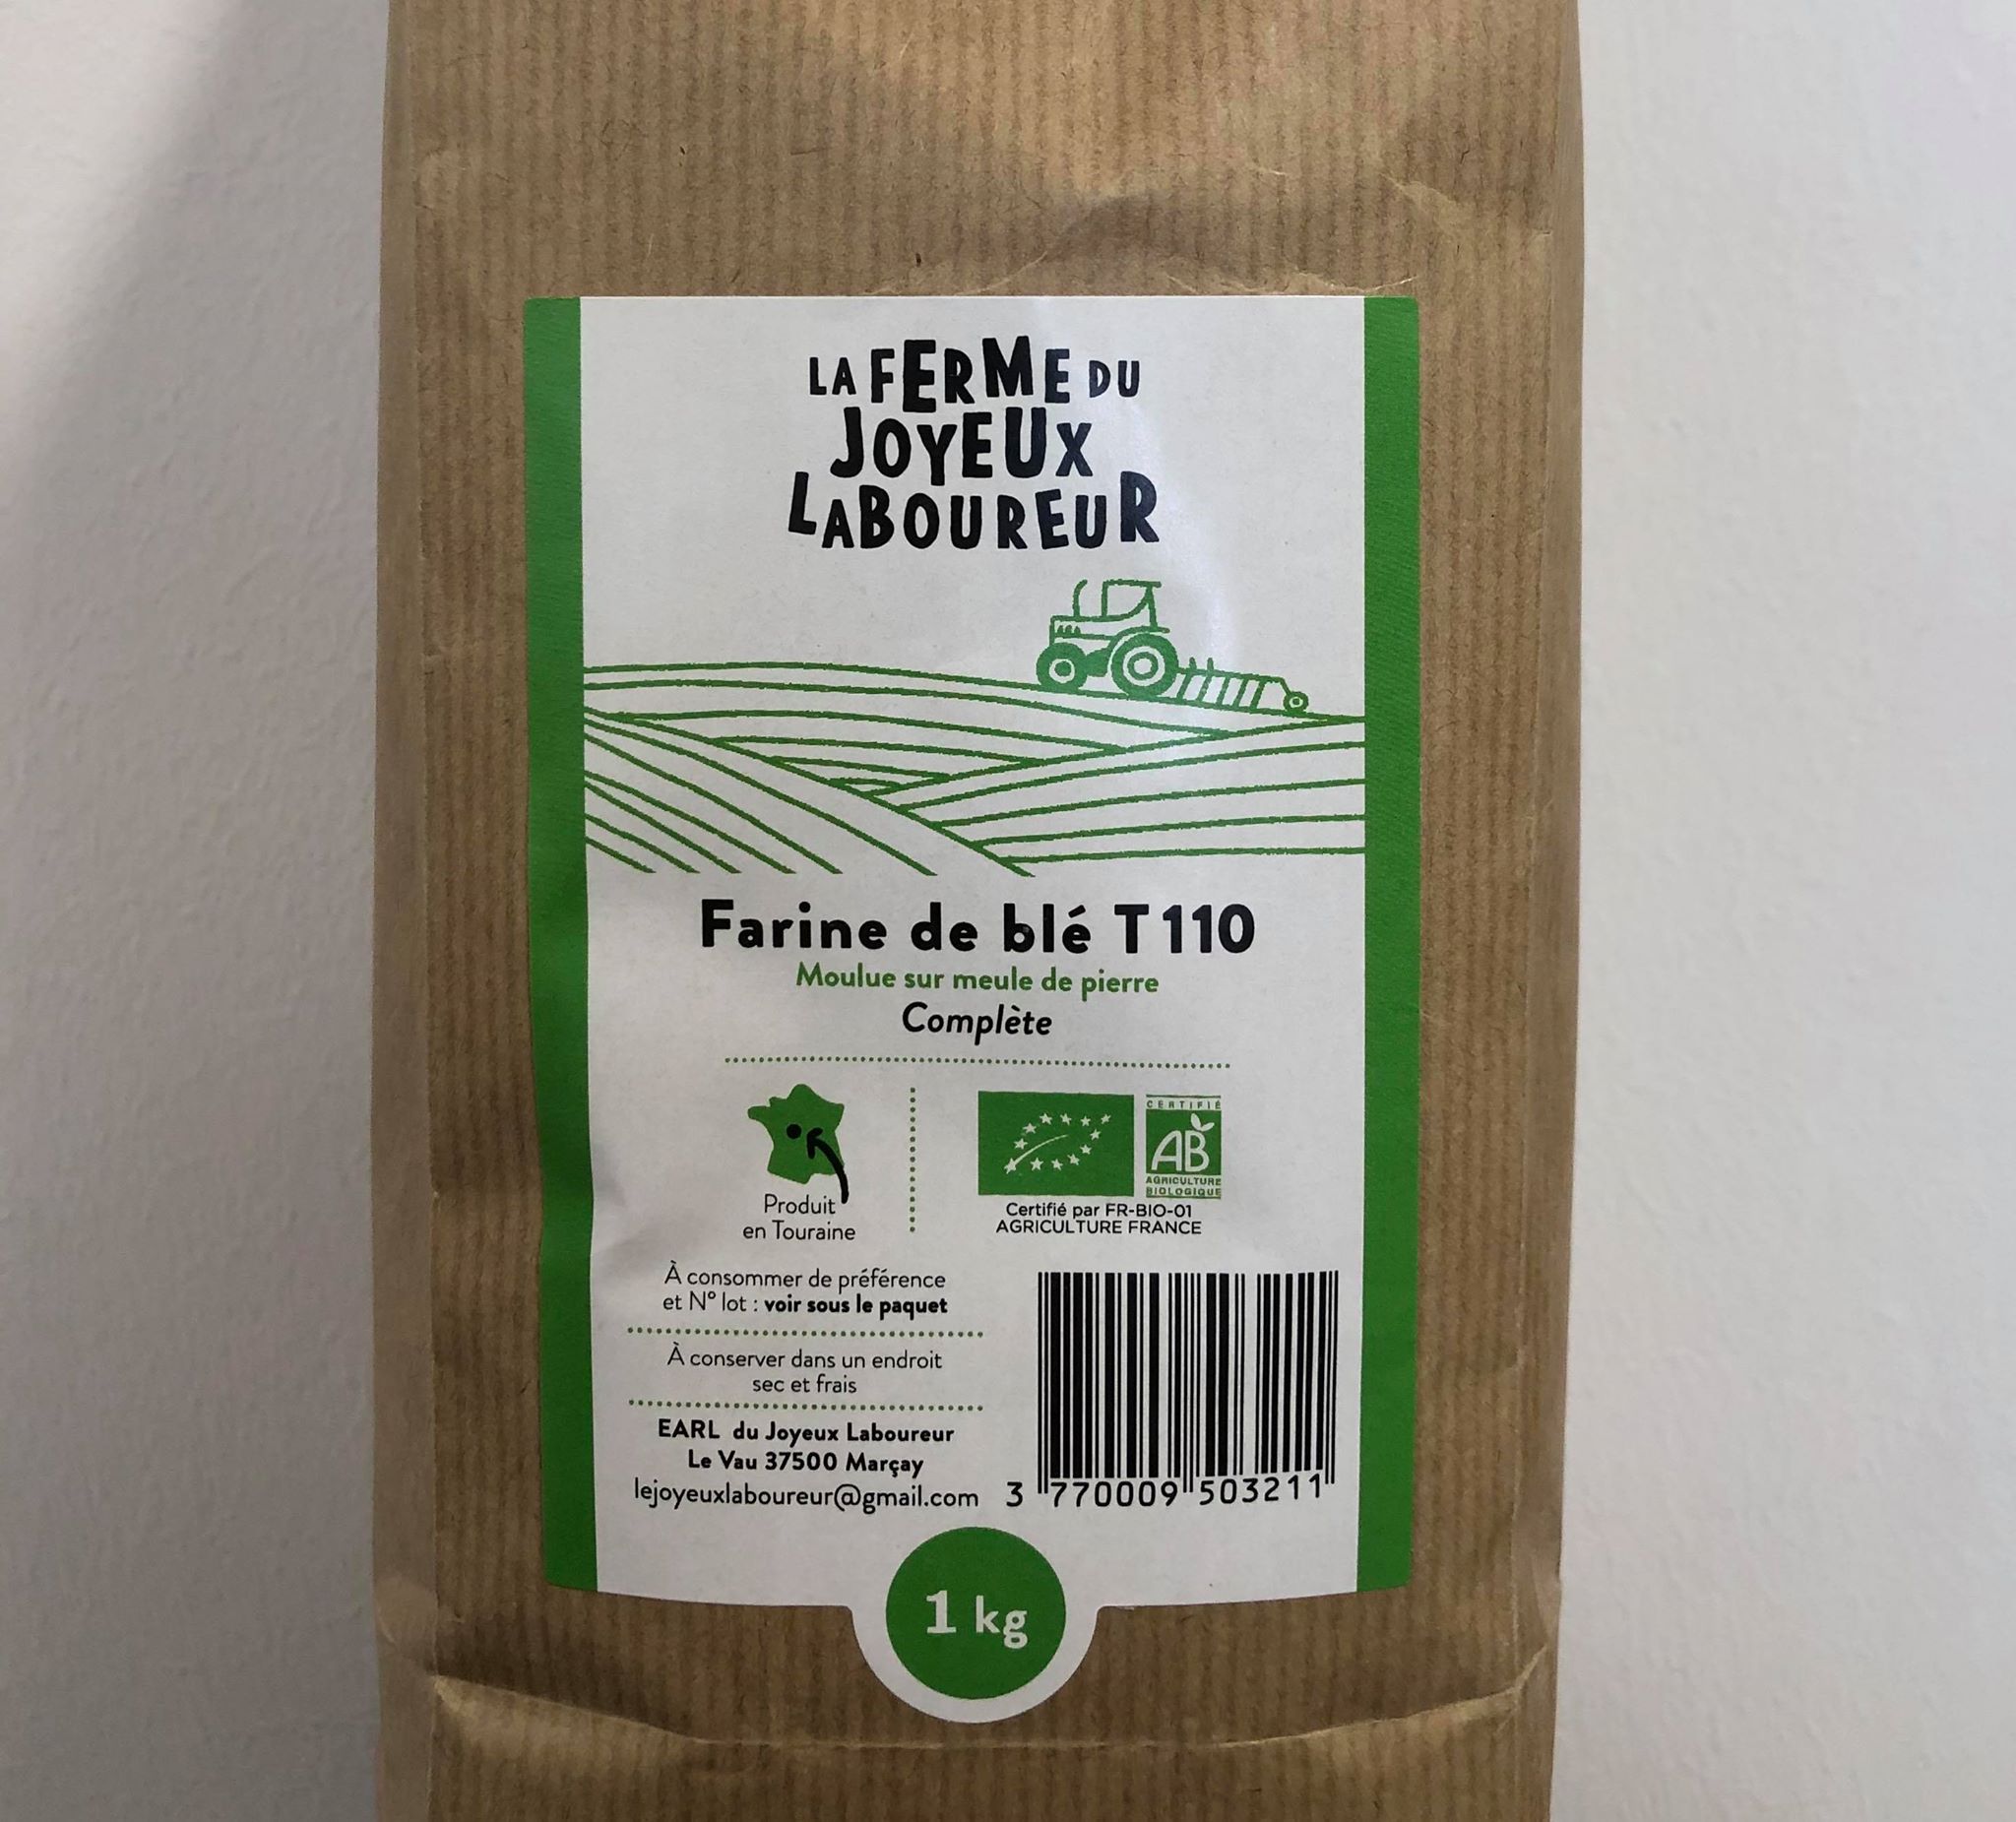 LA FERME DU
JOYEUX
LABOUREUR
Farine de blé T110
Moulue sur meule de pierre
Complète
Produit
en Touraine
CERTIFIÉ
AB
AGRICULTURE
BIOLOGIQUE
Certifié par FR-BIO-01
AGRICULTURE FRANCE
À consommer de préférence
et N° lot : voir sous le paquet
À conserver dans un endroit
sec et frais
EARL du Joyeux Laboureur
Le Vau 37500 Marçay
lejoyeuxlaboureur@gmail.com
3 770009 503211
1 kg